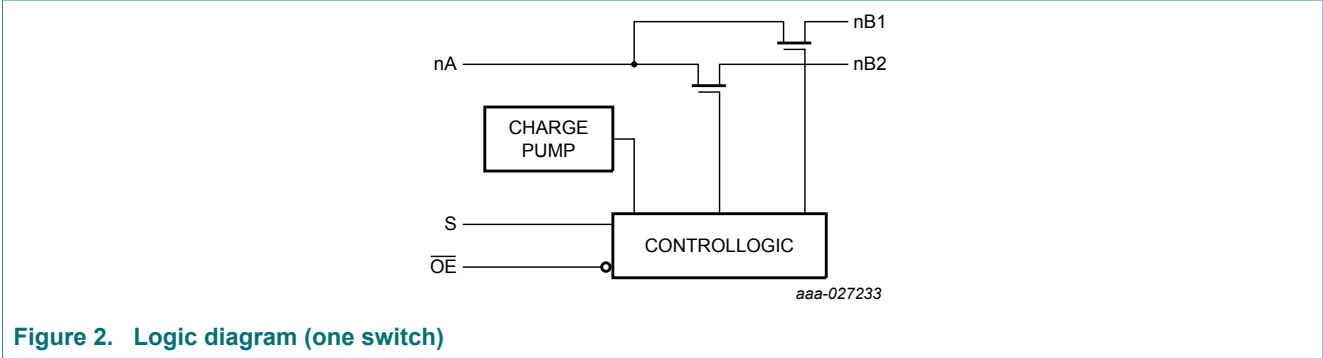 nB1
nA
nB2
CHARGE
PUMP
S
CONTROLLOGIC
OE
aaa-027233
Figure 2. Logic diagram (one switch)